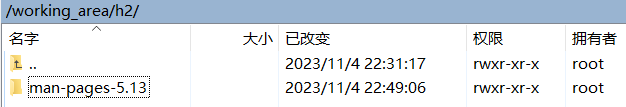 /working_area/h2/
名字 大小 已改变 权限 拥有者
.. 2023/11/4 22:31:17 rwxr-xr-x root
man-pages-5.13 2023/11/4 22:49:06 rwxr-xr-x root